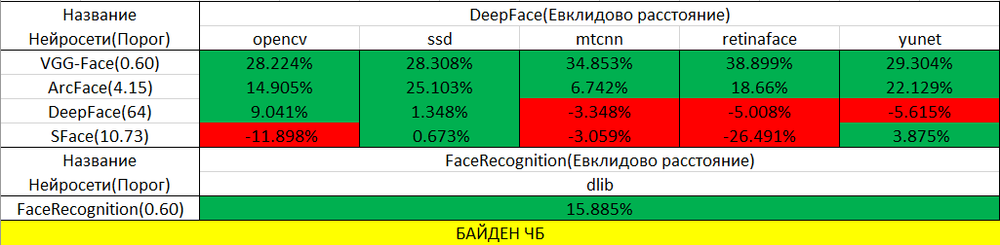 Название DeepFace(Евклидово расстояние)
Нейросети(Порог) opencv ssd mtcnn retinaface yunet
VGG-Face(0.60) 28.224% 28.308% 34.853% 38.899% 29.304%
ArcFace(4.15) 14.905% 25.103% 6.742% 18.66% 22.129%
DeepFace(64) 9.041% 1.348% -3.348% -5.008% -5.615%
SFace(10.73) -11.898% 0.673% -3.059% -26.491% 3.875%
Название FaceRecognition(Евклидово расстояние)
Нейросети(Порог) dlib
FaceRecognition(0.60) 15.885%
БАЙДЕН ЧБ